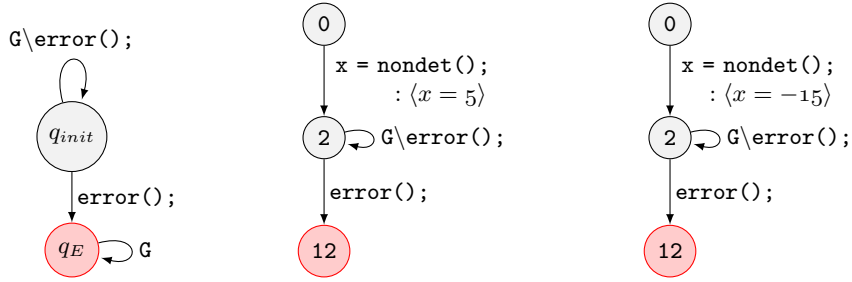 G\error();
q_init
error();
q_E
G
0
x = nondet();
: ⟨x = 5⟩
2
G\error();
error();
12
0
x = nondet();
: ⟨x = −15⟩
2
G\error();
error();
12